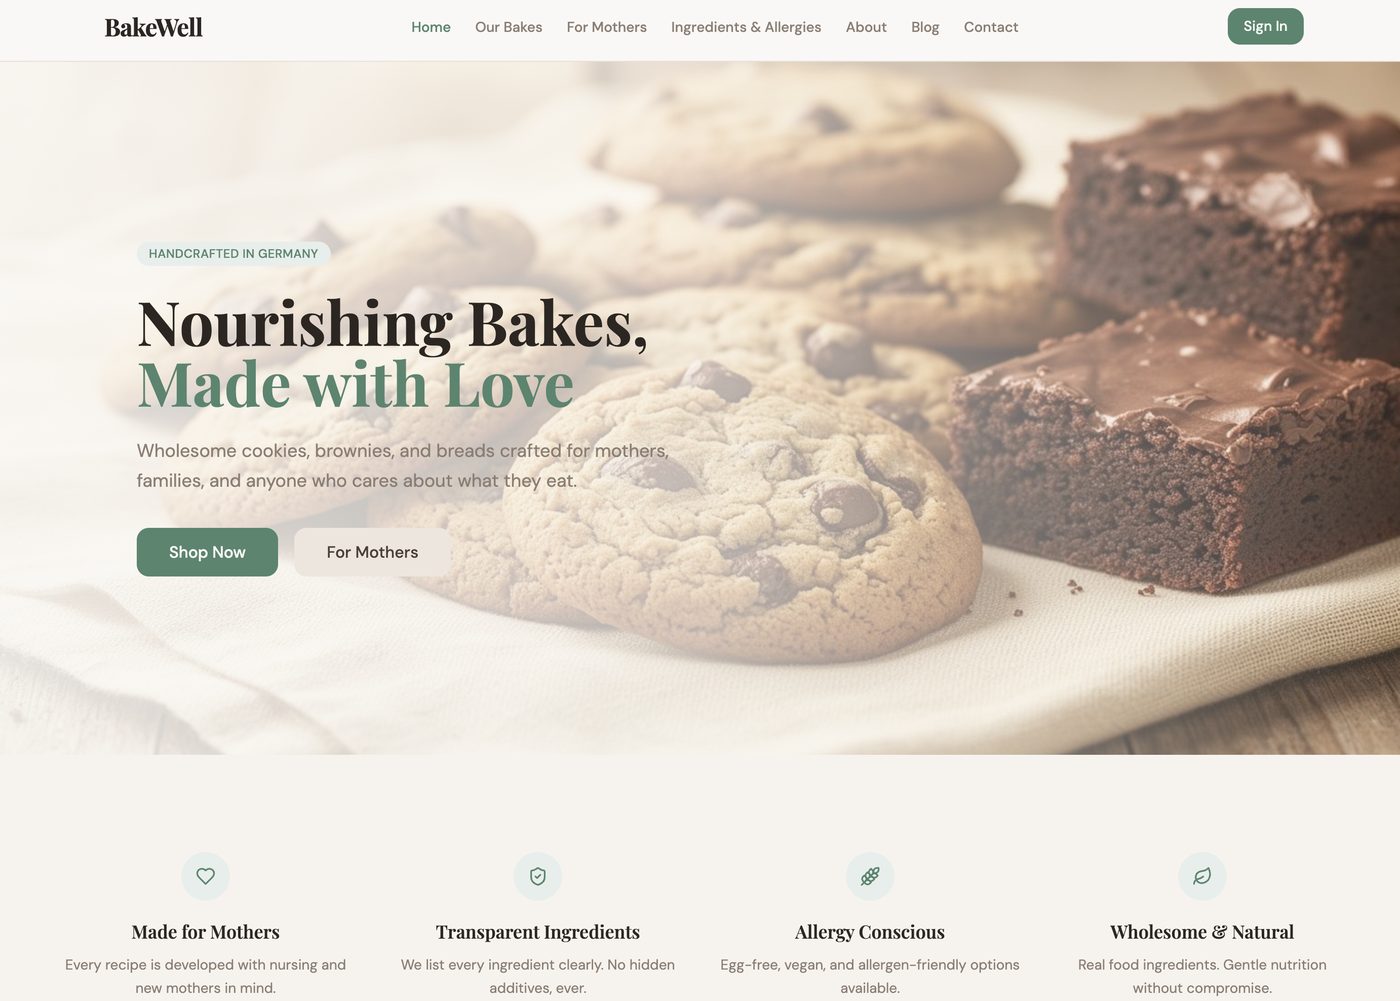 BakeWell
Home
Our Bakes
For Mothers
Ingredients & Allergies
About
Blog
Contact
Sign In
HANDCRAFTED IN GERMANY
Nourishing Bakes,
Made with Love
Wholesome cookies, brownies, and breads crafted for mothers,
families, and anyone who cares about what they eat.
Shop Now
For Mothers
Made for Mothers
Every recipe is developed with nursing and
new mothers in mind.
Transparent Ingredients
We list every ingredient clearly. No hidden
additives, ever.
Allergy Conscious
Egg-free, vegan, and allergen-friendly options
available.
Wholesome & Natural
Real food ingredients. Gentle nutrition
without compromise.